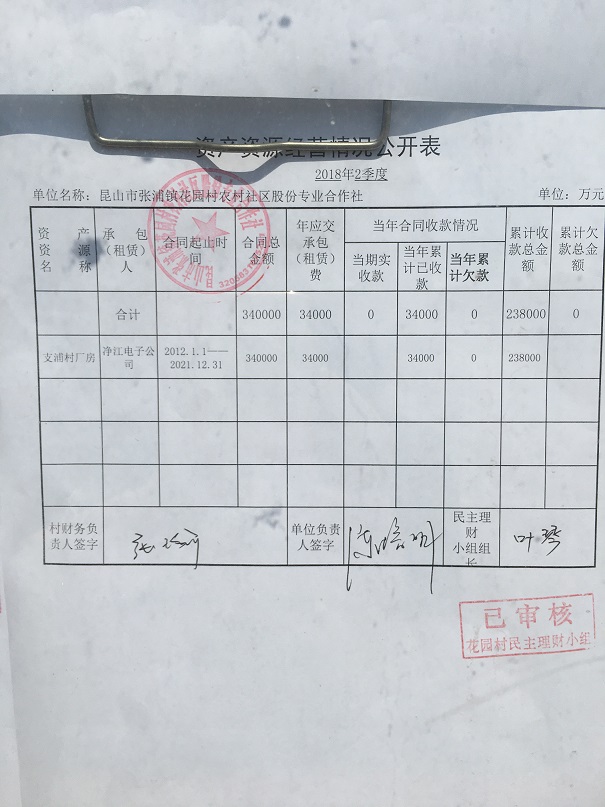 资产资源经营情况公开表
2018年2季度
单位名称：昆山市张浦镇花园村农村社区股份专业合作社 单位：万元
资产资源名称 承包（租赁）人 合同起止时间 合同总金额 年应交承包（租赁）费 当年合同收款情况 累计收款总金额 累计欠款总金额
当期实收款 当年累计已收款 当年累计欠款
合计 340000 34000 0 34000 0 238000 0
支浦村厂房 净江电子公司 2012.1.1——2021.12.31 340000 34000 34000 0 238000
村财务负责人签字 单位负责人签字 民主理财小组组长 叶琴
已审核
花园村民主理财小组